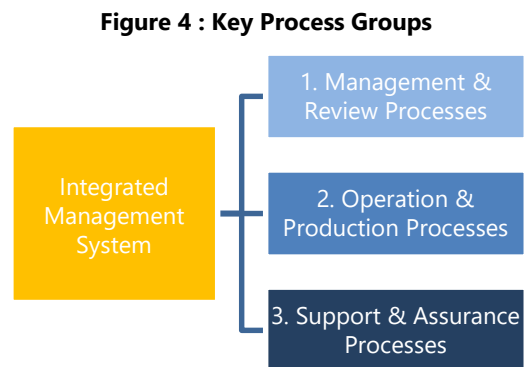 Figure 4 : Key Process Groups
Integrated
Management
System
1. Management &
Review Processes
2. Operation &
Production Processes
3. Support & Assurance
Processes